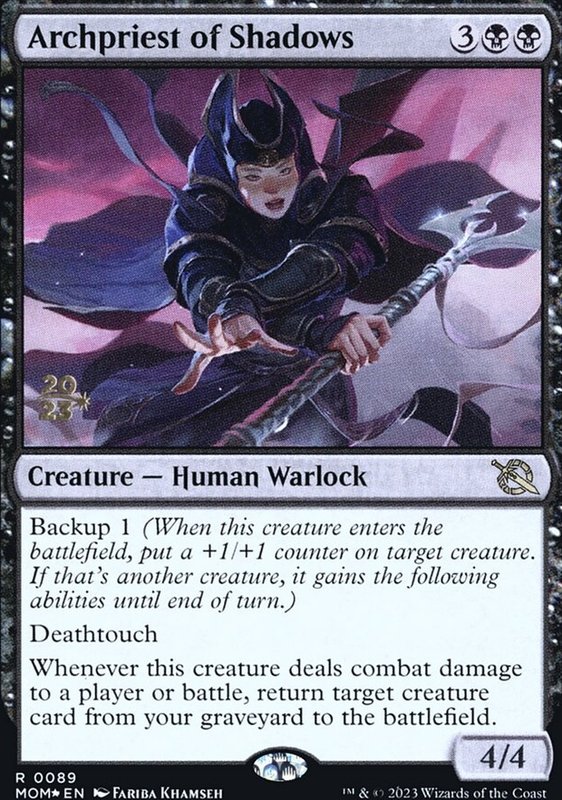 Archpriest of Shadows 3
20
23
Creature — Human Warlock
Backup 1 (When this creature enters the
battlefield, put a +1/+1 counter on target creature.
If that's another creature, it gains the following
abilities until end of turn.)
Deathtouch
Whenever this creature deals combat damage
to a player or battle, return target creature
card from your graveyard to the battlefield.
4/4
R 0089
MOM★EN Fariba Khamseh
™ & © 2023 Wizards of the Coast